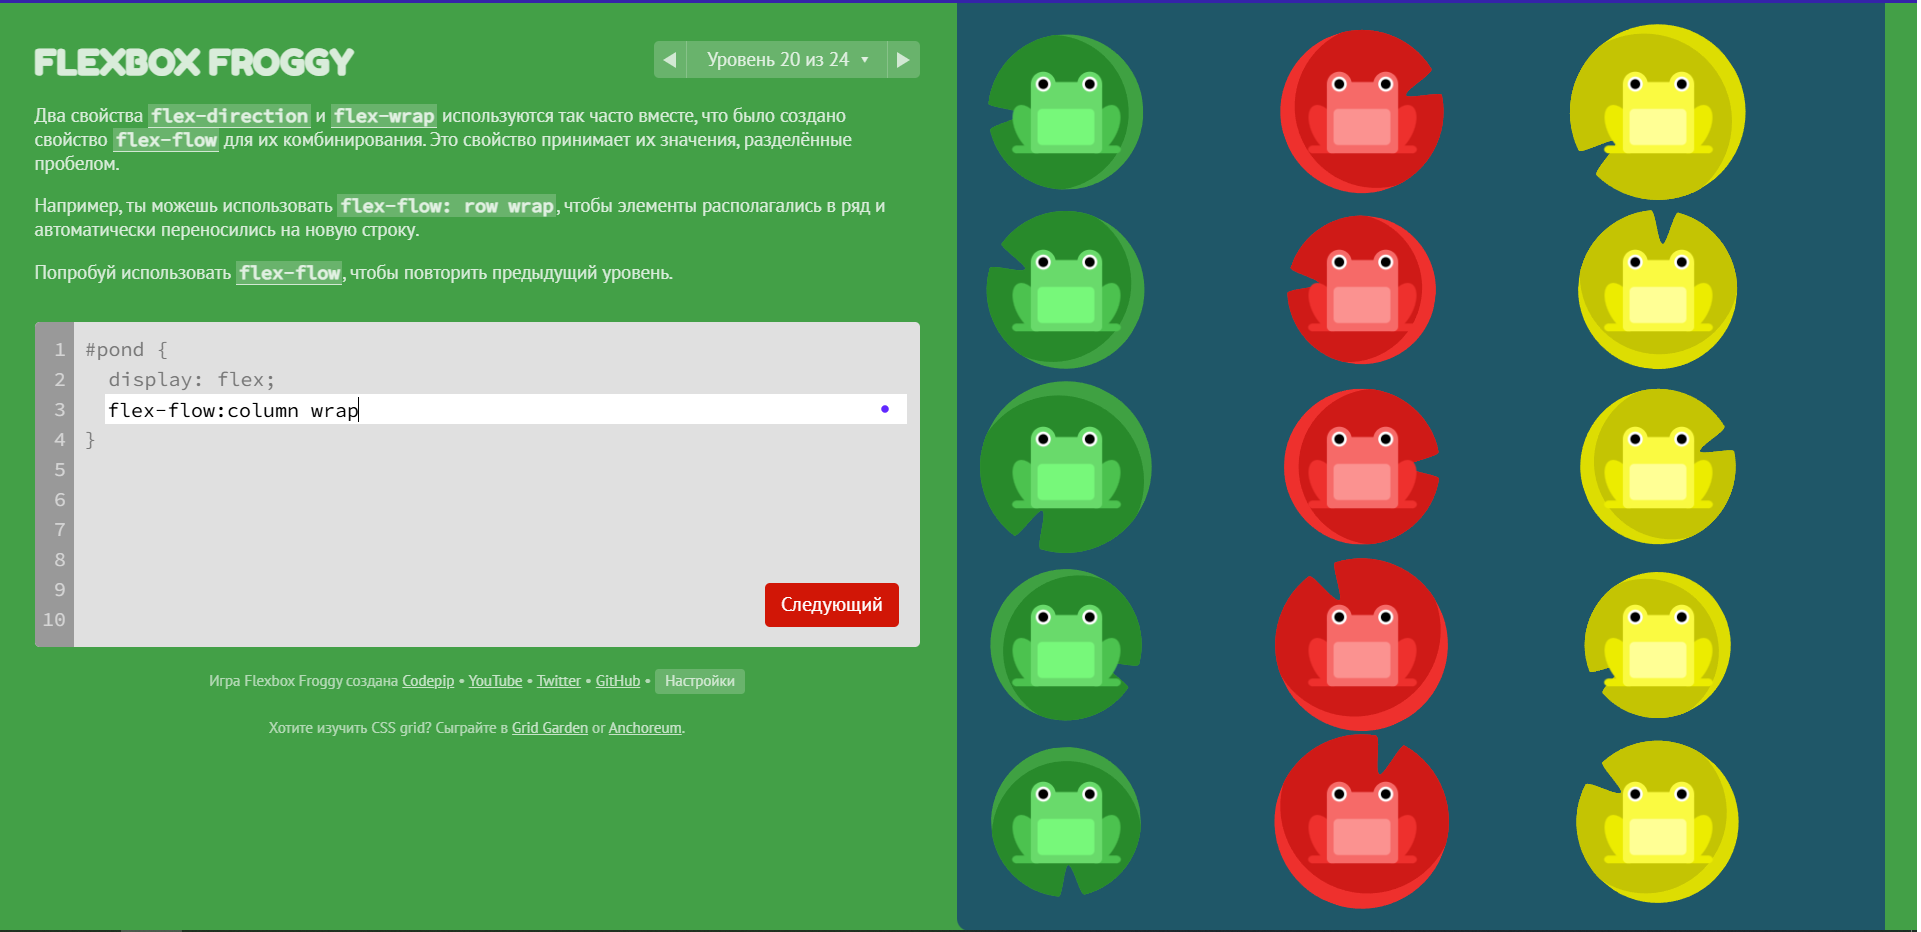 FLEXBOX FROGGY
Уровень 20 из 24
Два свойства flex-direction и flex-wrap используются так часто вместе, что было создано
свойство flex-flow для их комбинирования. Это свойство принимает их значения, разделённые
пробелом.
Например, ты можешь использовать flex-flow: row wrap, чтобы элементы располагались в ряд и
автоматически переносились на новую строку.
Попробуй использовать flex-flow, чтобы повторить предыдущий уровень.
1 #pond {
2 display: flex;
3 flex-flow:column wrap
4 }
5
6
7
8
9
10
Следующий
Игра Flexbox Froggy создана Codepip • YouTube • Twitter • GitHub • Настройки
Хотите изучить CSS grid? Сыграйте в Grid Garden or Anchoreum.